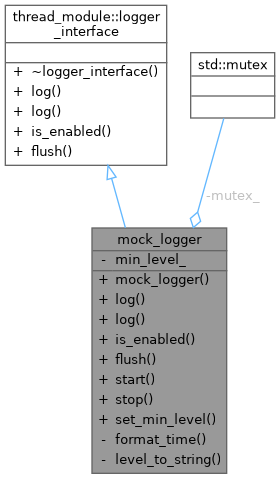 thread_module::logger
_interface
+ ~logger_interface()
+ log()
+ log()
+ is_enabled()
+ flush()
std::mutex
-mutex_
mock_logger
- min_level_
+ mock_logger()
+ log()
+ log()
+ is_enabled()
+ flush()
+ start()
+ stop()
+ set_min_level()
- format_time()
- level_to_string()